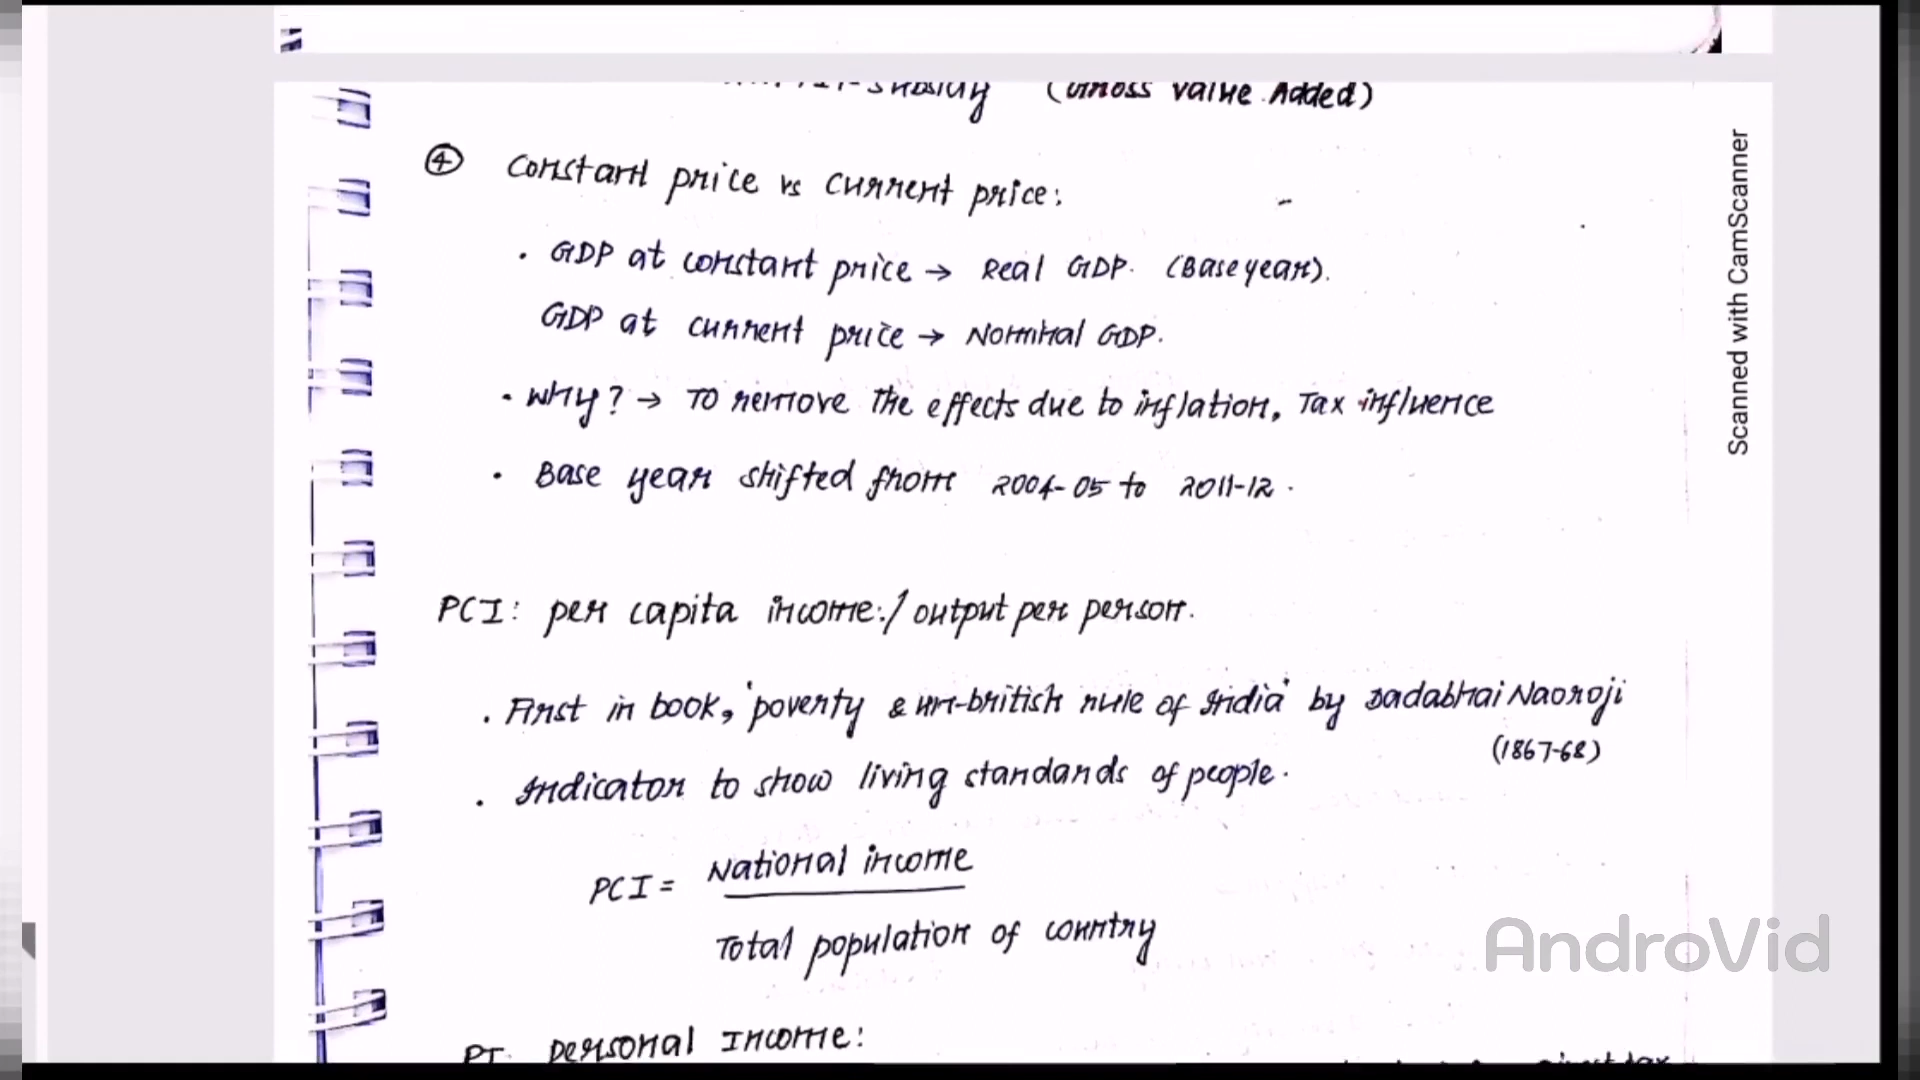 subsidy (Gross Value Added)
④ Constant price vs current price:
· GDP at constant price → Real GDP. (Base year).
GDP at current price → Nominal GDP.
· Why? → To remove the effects due to inflation, Tax influence
· Base year shifted from 2004-05 to 2011-12.
PCI: per capita income:/output per person.
· First in book, 'poverty & un-british rule of India' by Dadabhai Naoroji
(1867-68)
· Indicator to show living standards of people.
PCI = National income
Total population of country
PI. personal Income:
Scanned with CamScanner
AndroVid